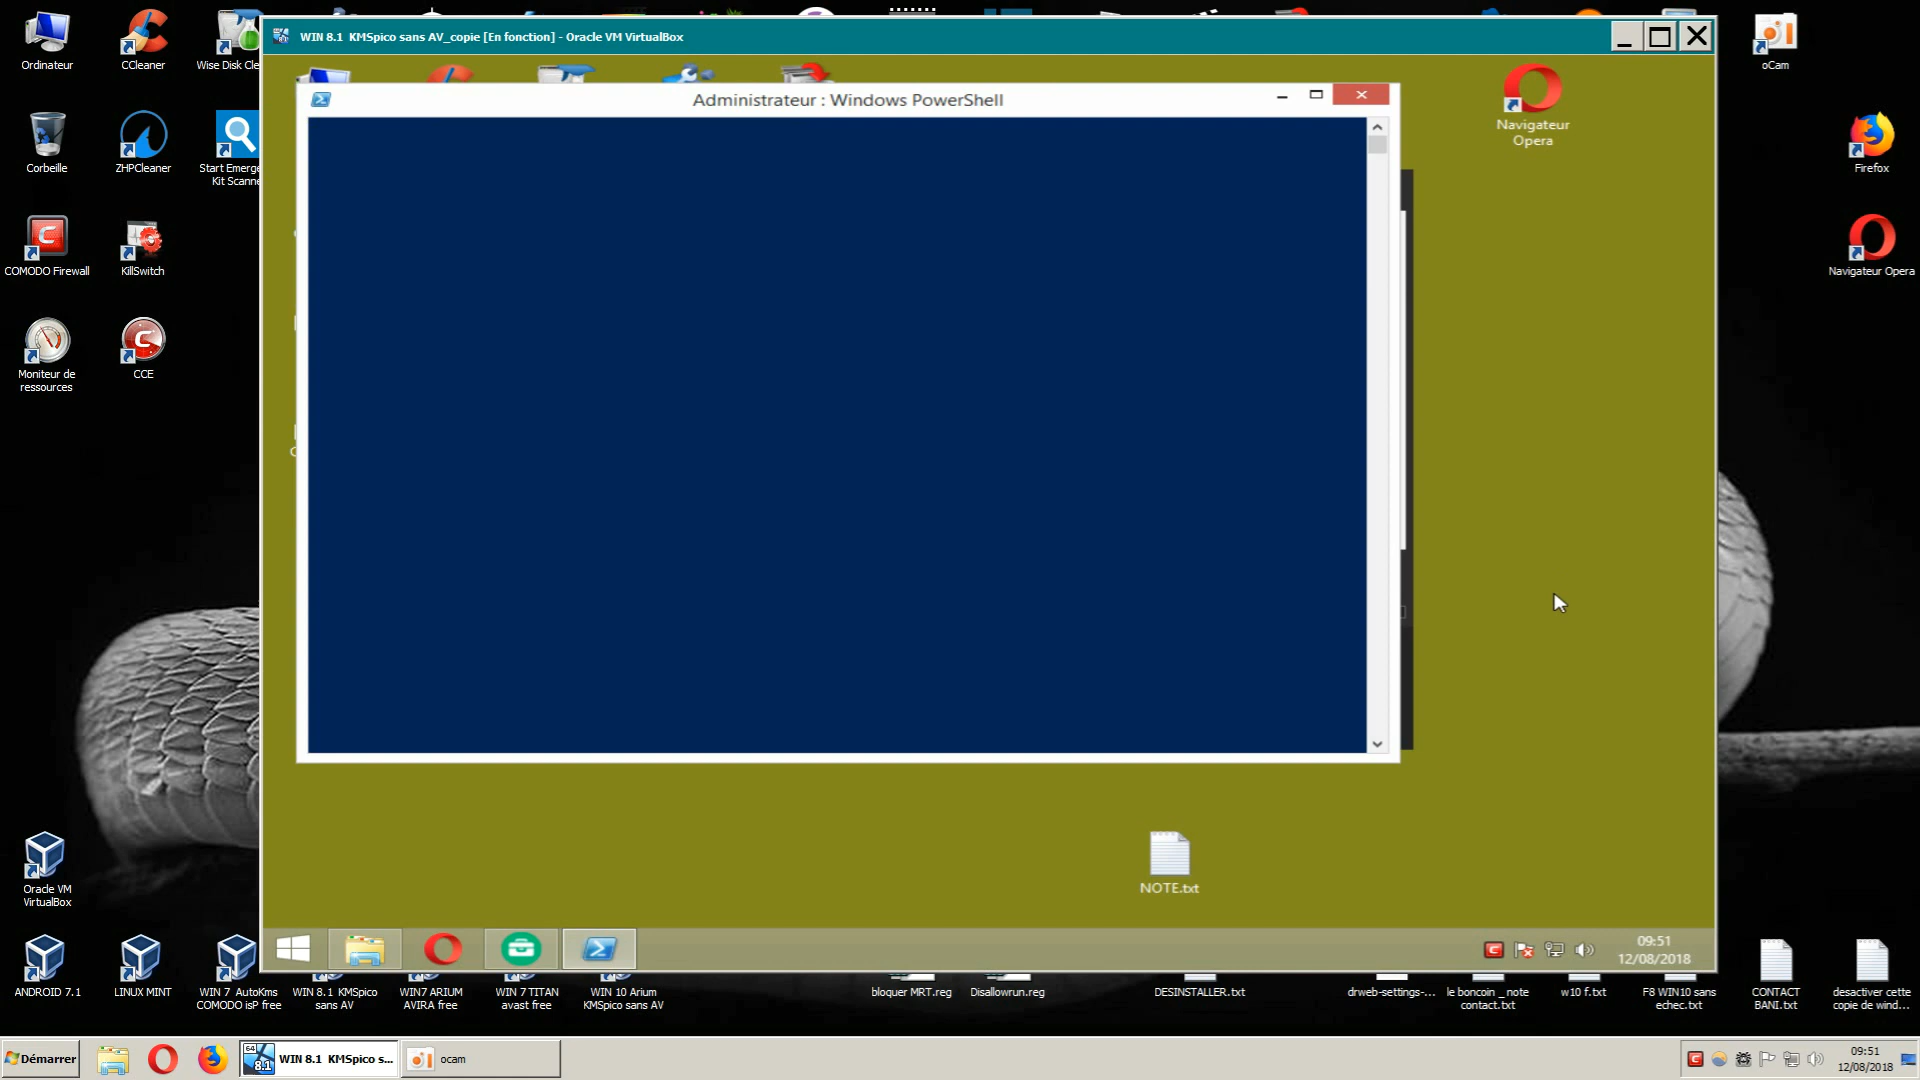 WIN 8.1 KMSpico sans AV_copie [En fonction] - Oracle VM VirtualBox
Administrateur : Windows PowerShell
Ordinateur
CCleaner
Wise Disk Cle
oCam
Navigateur
Opera
Corbeille
ZHPCleaner
Start Emerge
Kit Scanne
Firefox
COMODO Firewall
KillSwitch
Navigateur Opera
Moniteur de
ressources
CCE
NOTE.txt
Oracle VM
VirtualBox
09:51
12/08/2018
ANDROID 7.1
LINUX MINT
WIN 7 AutoKms
COMODO isP free
WIN 8.1 KMSpico
sans AV
WIN7 ARIUM
AVIRA free
WIN 7 TITAN
avast free
WIN 10 Arium
KMSpico sans AV
bloquer MRT.reg
Disallowrun.reg
DESINSTALLER.txt
drweb-settings-...
le boncoin _ note
contact.txt
w10 f.txt
F8 WIN10 sans
echec.txt
CONTACT
BANI.txt
desactiver cette
copie de wind...
Démarrer
64
8.1
WIN 8.1 KMSpico s...
ocam
09:51
12/08/2018